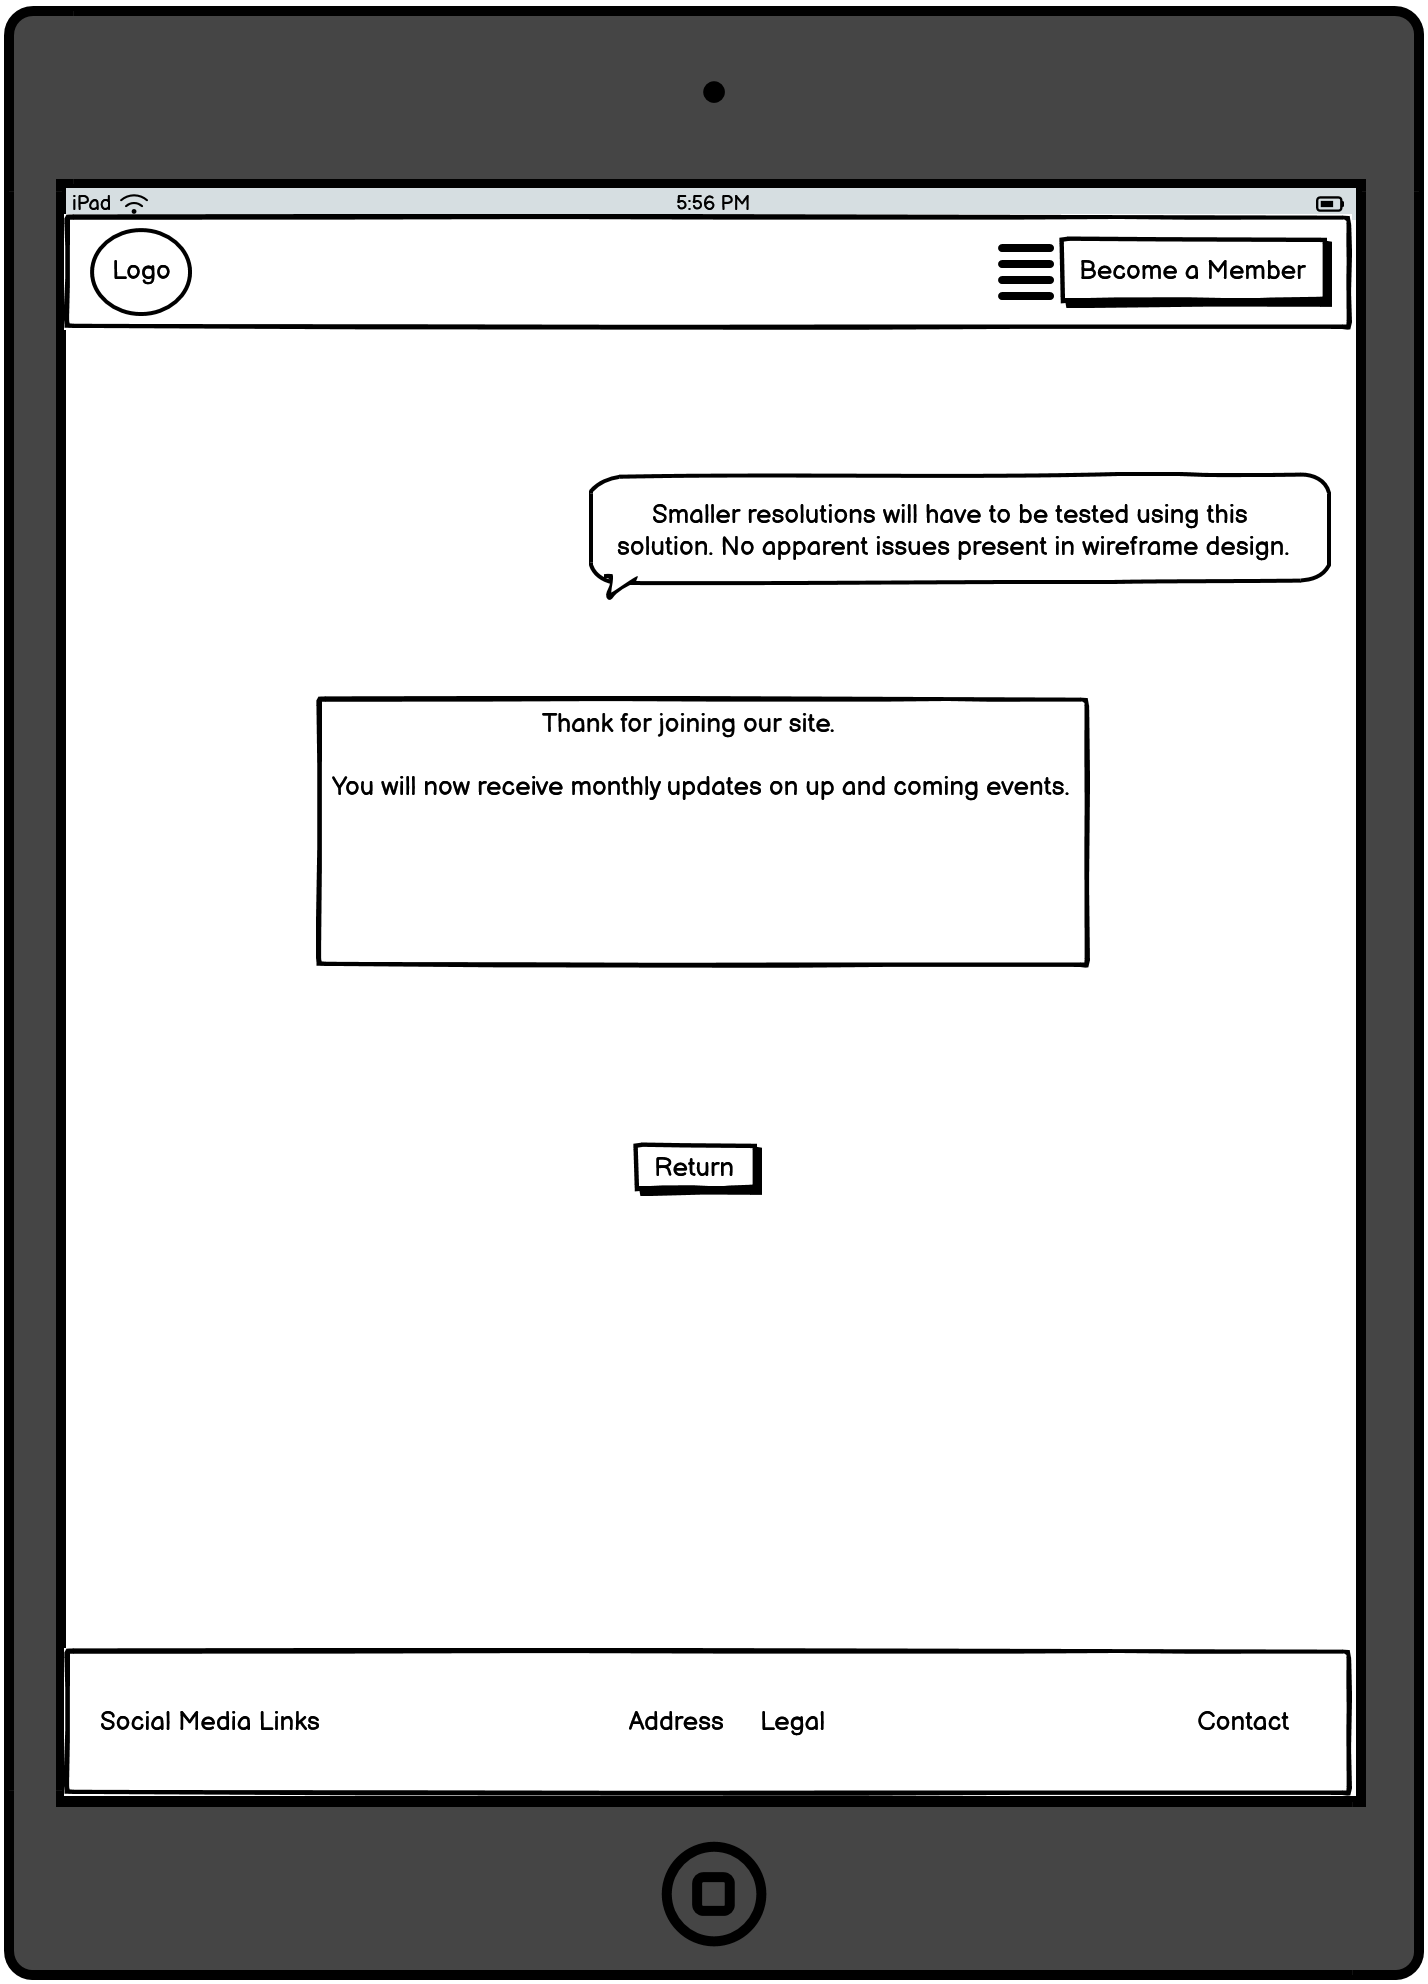 iPad
5:56 PM
Logo
Become a Member
Smaller resolutions will have to be tested using this
solution. No apparent issues present in wireframe design.
Thank for joining our site.
You will now receive monthly updates on up and coming events.
Return
Social Media Links
Address
Legal
Contact